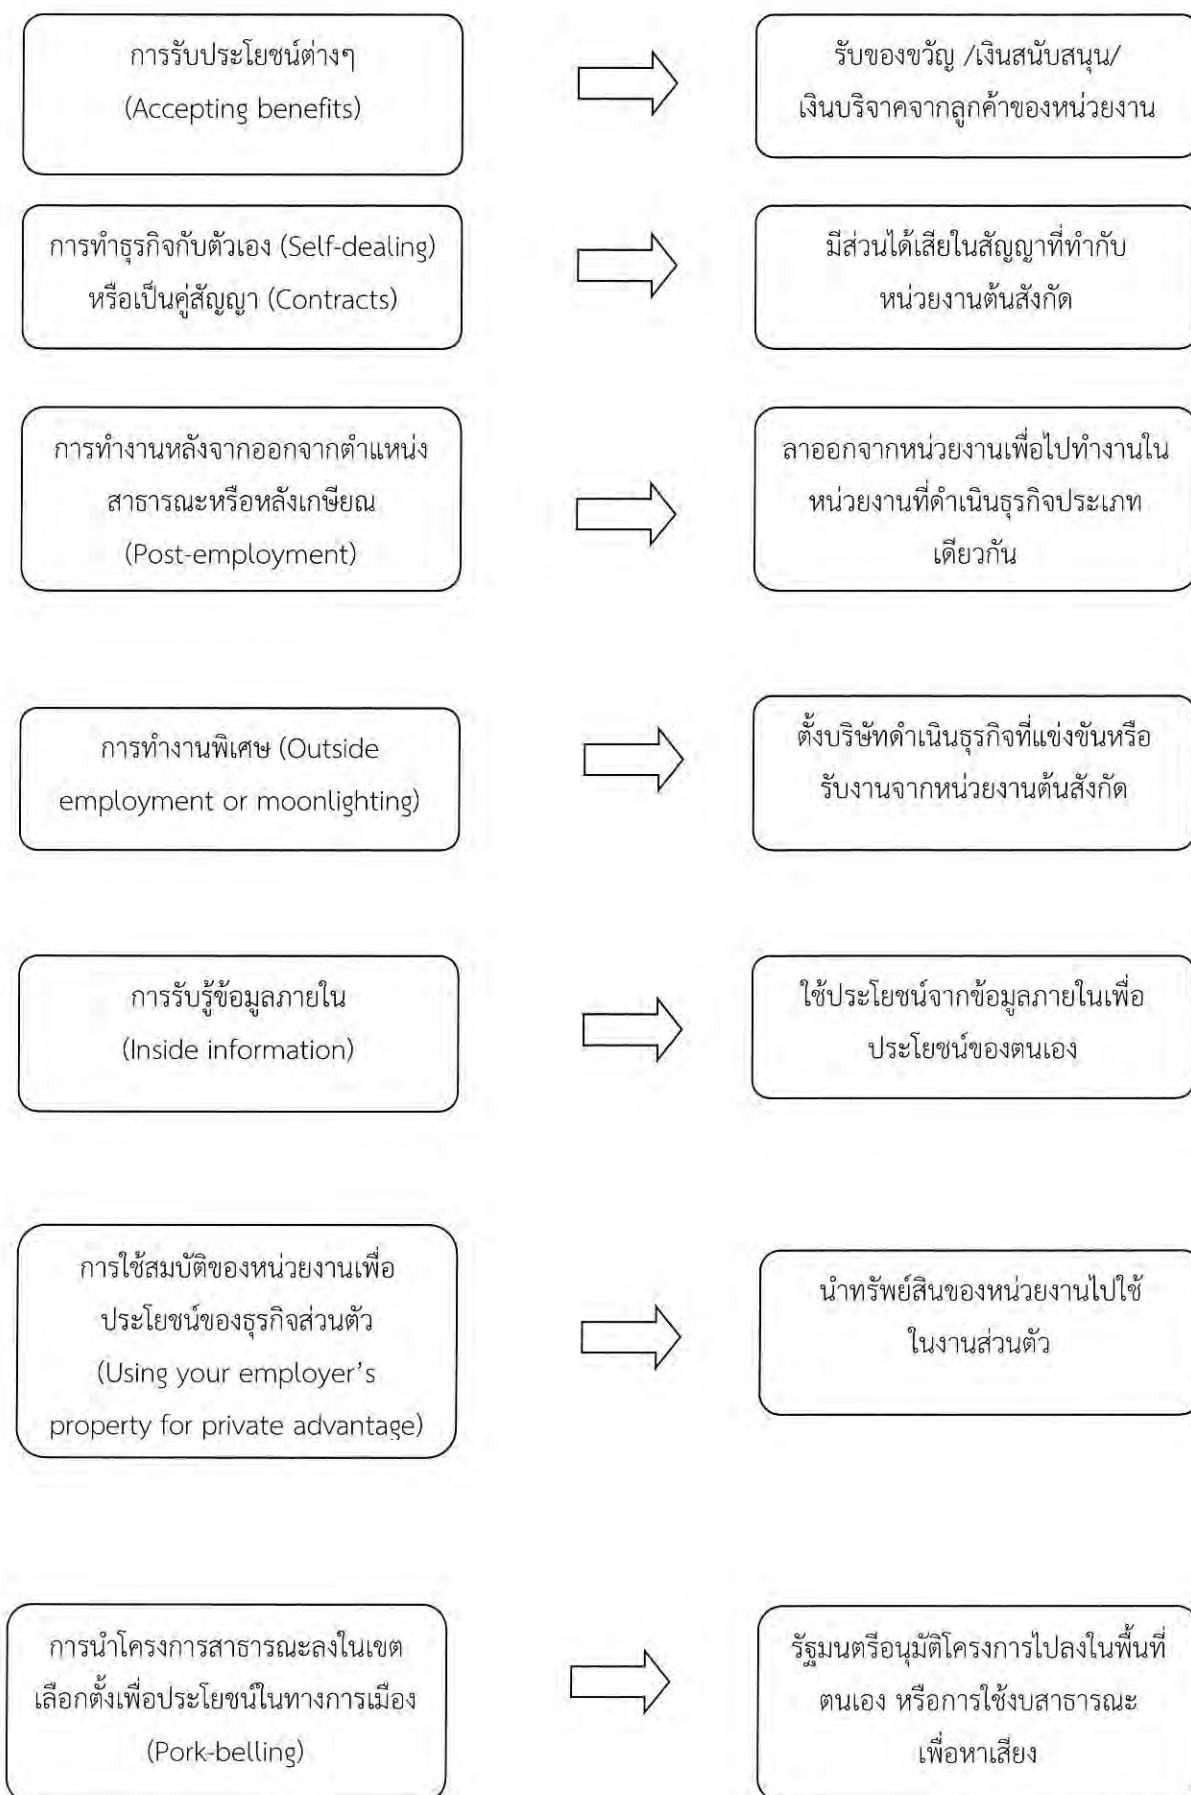 การรับประโยชน์ต่างๆ
(Accepting benefits)
รับของขวัญ /เงินสนับสนุน/
เงินบริจาคจากลูกค้าของหน่วยงาน
การทำธุรกิจกับตัวเอง (Self-dealing)
หรือเป็นคู่สัญญา (Contracts)
มีส่วนได้เสียในสัญญาที่ทำกับ
หน่วยงานต้นสังกัด
การทำงานหลังจากออกจากตำแหน่ง
สาธารณะหรือหลังเกษียณ
(Post-employment)
ลาออกจากหน่วยงานเพื่อไปทำงานใน
หน่วยงานที่ดำเนินธุรกิจประเภท
เดียวกัน
การทำงานพิเศษ (Outside
employment or moonlighting)
ตั้งบริษัทดำเนินธุรกิจที่แข่งขันหรือ
รับงานจากหน่วยงานต้นสังกัด
การรับรู้ข้อมูลภายใน
(Inside information)
ใช้ประโยชน์จากข้อมูลภายในเพื่อ
ประโยชน์ของตนเอง
การใช้สมบัติของหน่วยงานเพื่อ
ประโยชน์ของธุรกิจส่วนตัว
(Using your employer’s
property for private advantage)
นำทรัพย์สินของหน่วยงานไปใช้
ในงานส่วนตัว
การนำโครงการสาธารณะลงในเขต
เลือกตั้งเพื่อประโยชน์ในทางการเมือง
(Pork-belling)
รัฐมนตรีอนุมัติโครงการไปลงในพื้นที่
ตนเอง หรือการใช้งบสาธารณะ
เพื่อหาเสียง